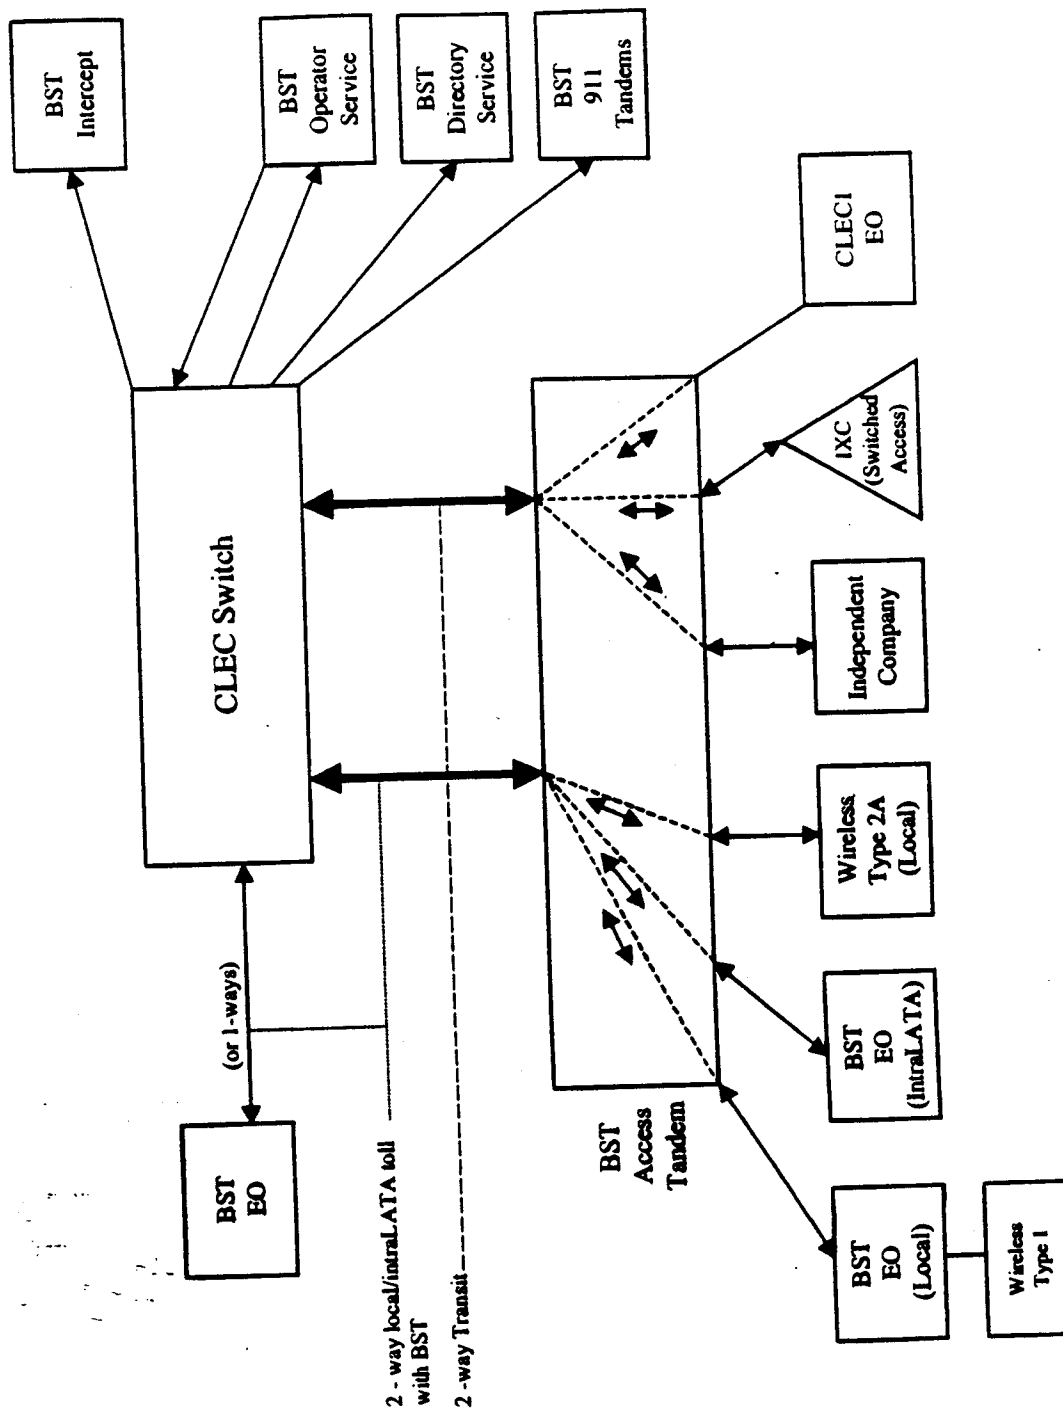 BST
Intercept
BST
Operator
Service
BST
Directory
Service
BST
911
Tandems
CLEC Switch
(or 1-ways)
BST
EO
2 - way local/intraLATA toll
with BST
2 -way Transit
BST
Access
Tandem
CLEC1
EO
IXC
(Switched
Access)
Independent
Company
Wireless
Type 2A
(Local)
BST
EO
(IntraLATA)
BST
EO
(Local)
Wireless
Type 1